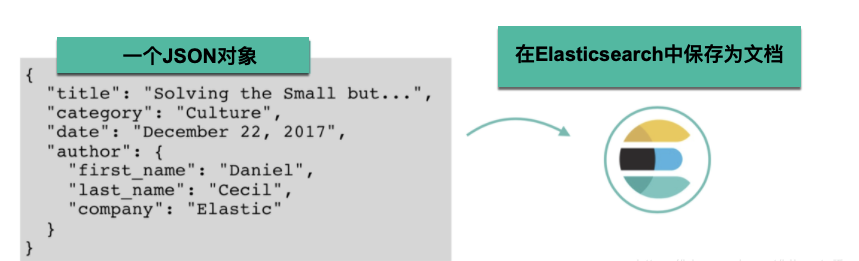 一个JSON对象
在Elasticsearch中保存为文档
{
  "title": "Solving the Small but...",
  "category": "Culture",
  "date": "December 22, 2017",
  "author": {
    "first_name": "Daniel",
    "last_name": "Cecil",
    "company": "Elastic"
  }
}